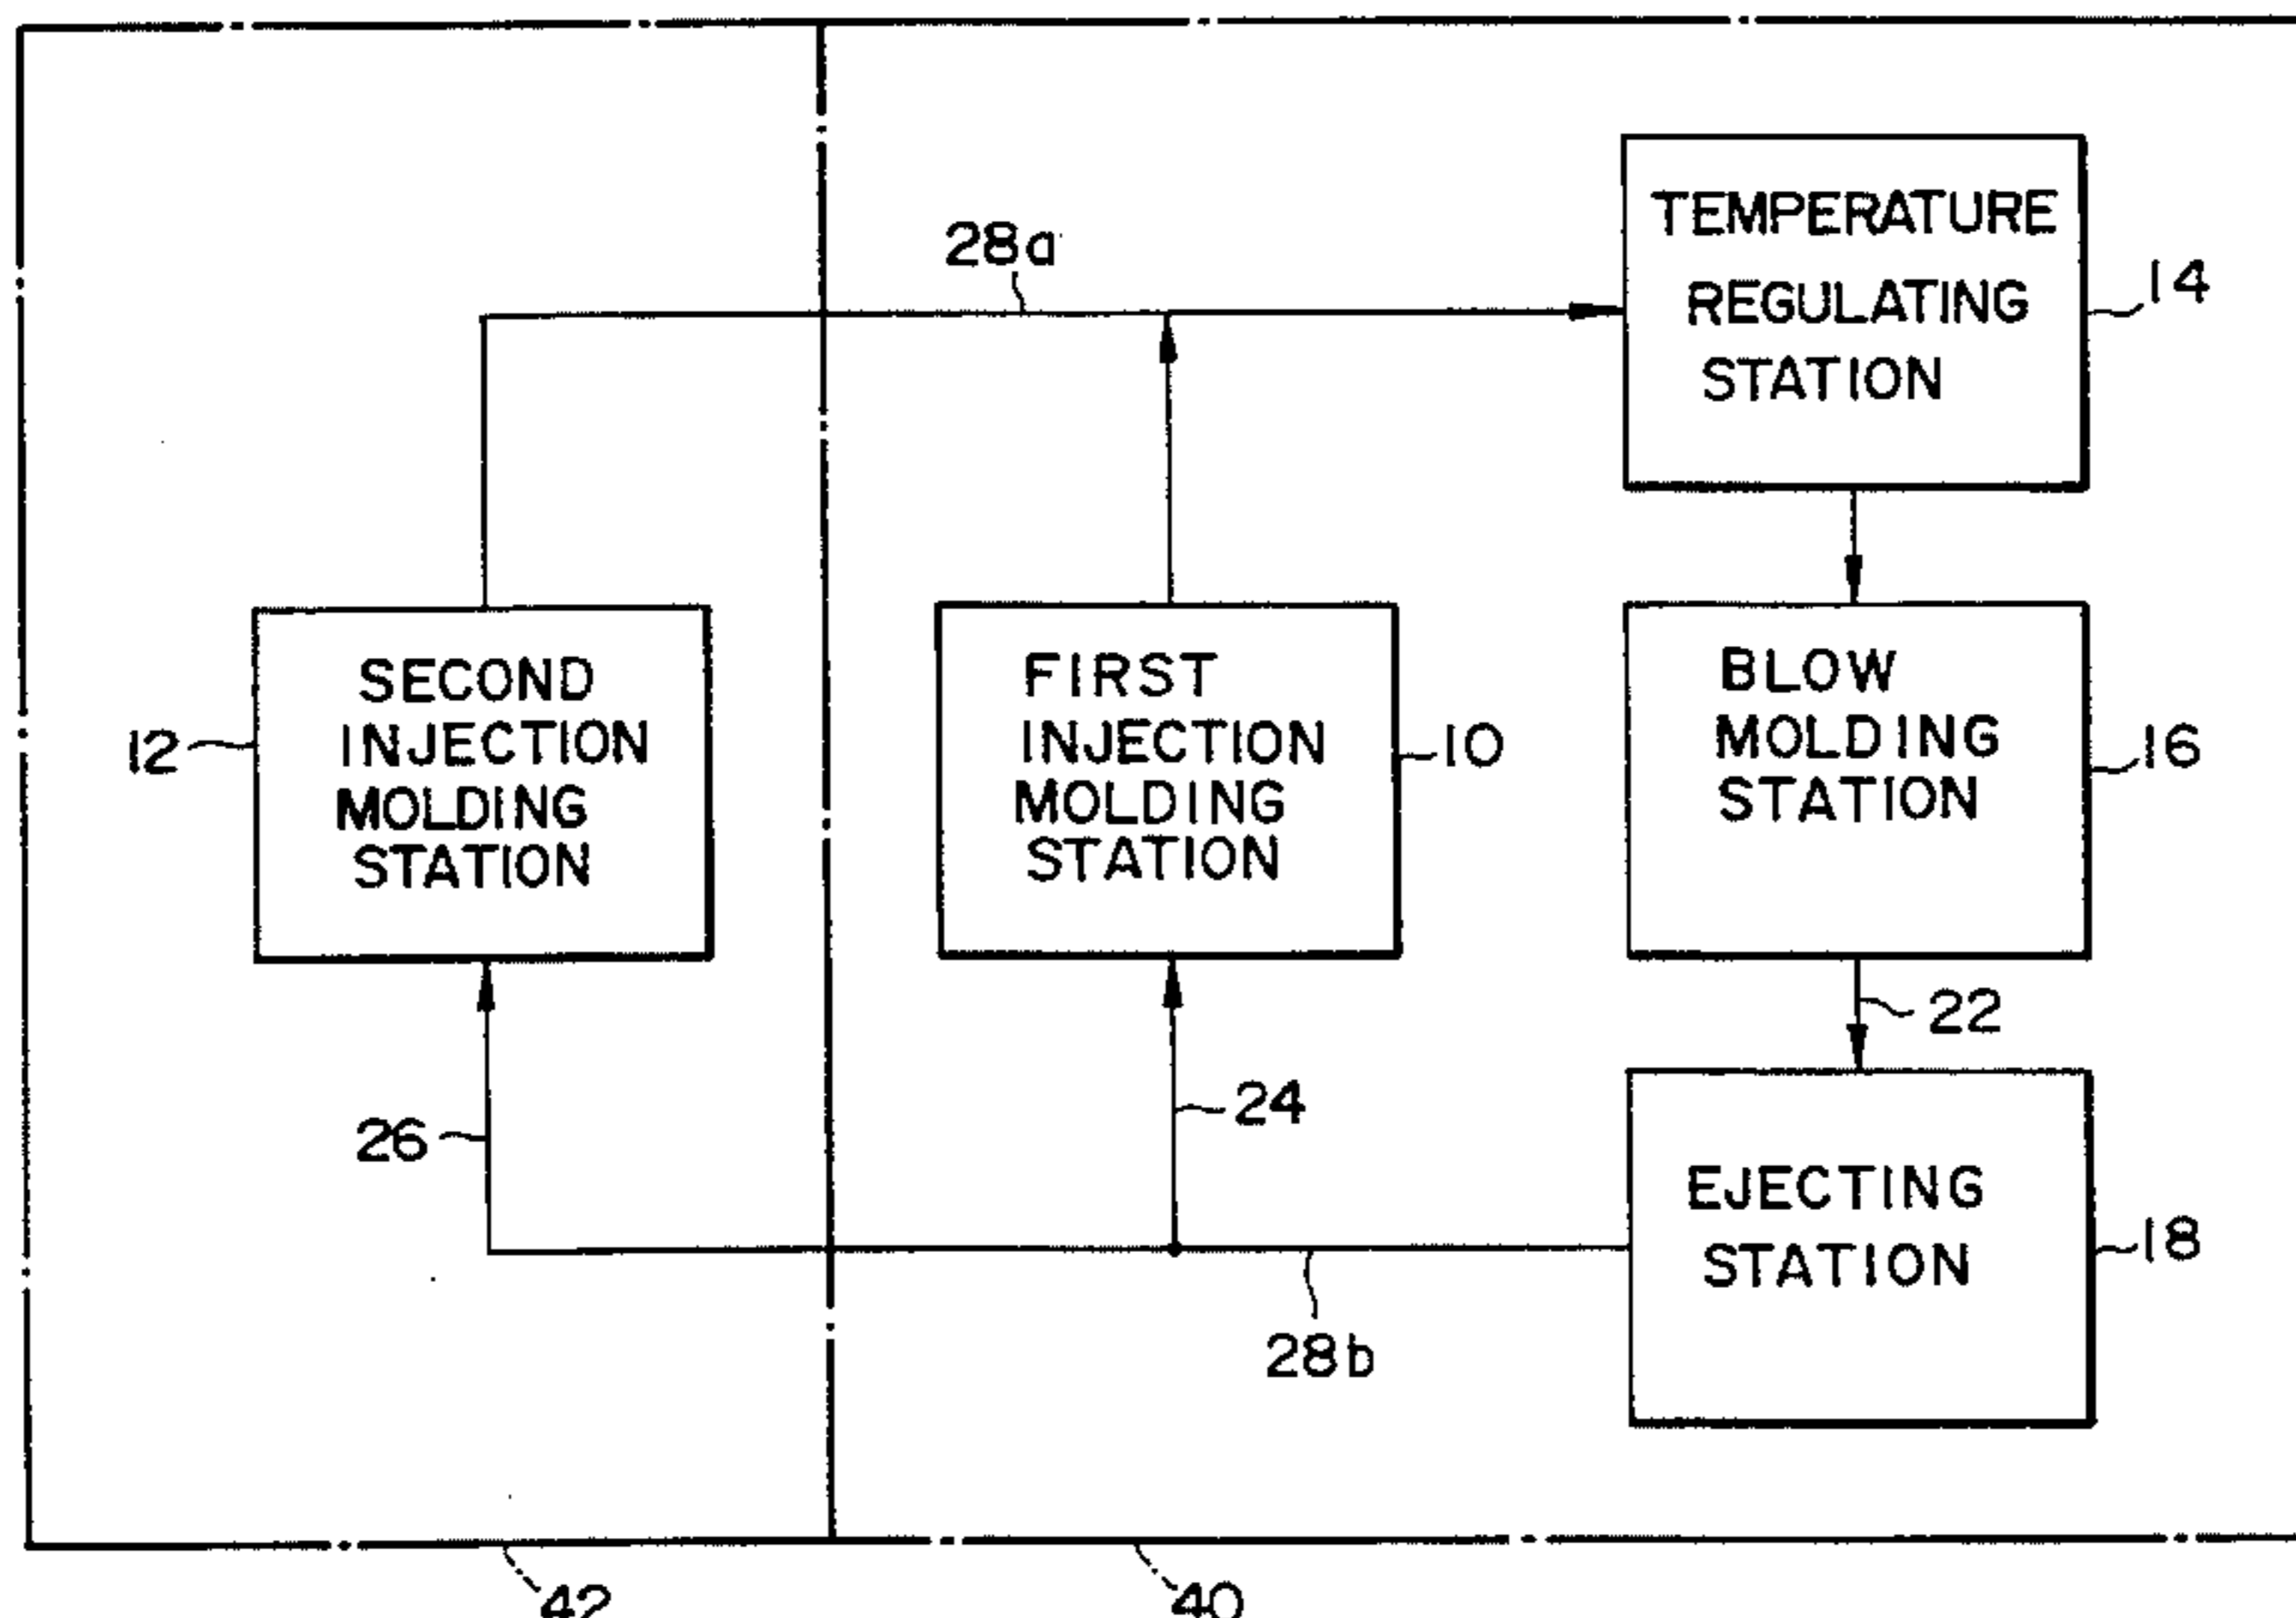 28a
TEMPERATURE
REGULATING
STATION
14
SECOND
INJECTION
MOLDING
STATION
12
FIRST
INJECTION
MOLDING
STATION
10
BLOW
MOLDING
STATION
16
22
24
26
EJECTING
STATION
18
28b
42
40